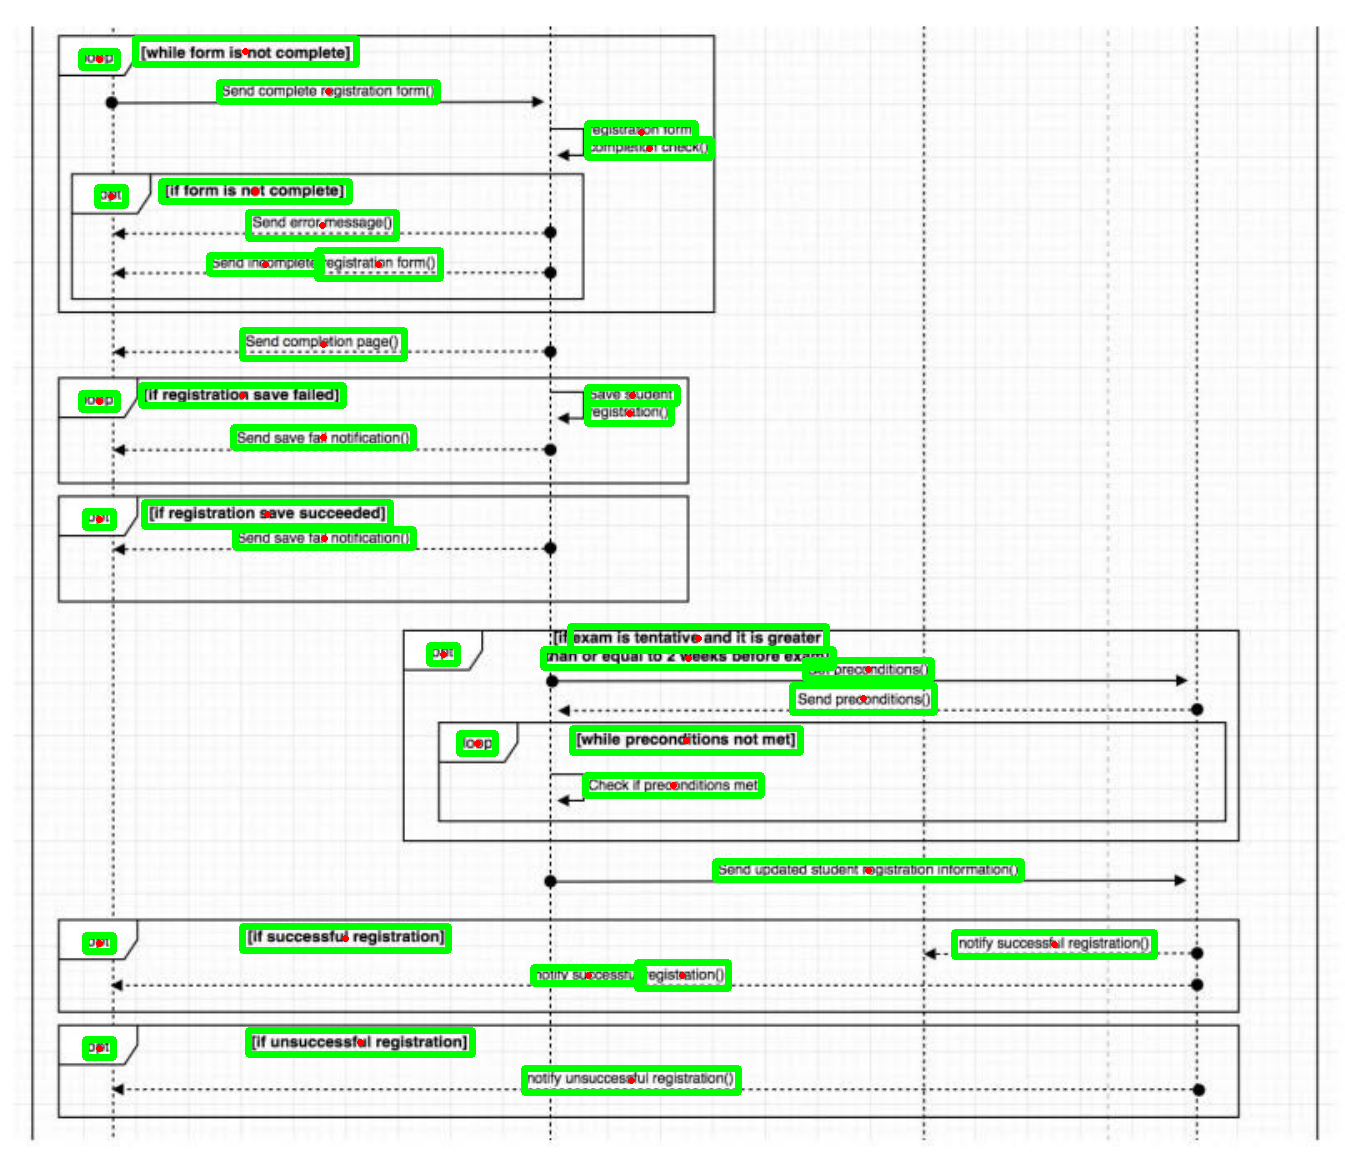 loop [while form is not complete]
Send complete registration form()
registration form
completion check()
opt [if form is not complete]
Send error message()
Send incomplete registration form()
Send completion page()
loop [if registration save failed]
Save student
registration()
Send save fail notification()
opt [if registration save succeeded]
Send save fail notification()
[if exam is tentative and it is greater
opt than or equal to 2 weeks before exam]
Get preconditions()
Send preconditions()
loop [while preconditions not met]
Check if preconditions met
Send updated student registration information()
opt [if successful registration]
notify successful registration()
notify successful registration()
opt [if unsuccessful registration]
notify unsuccessful registration()